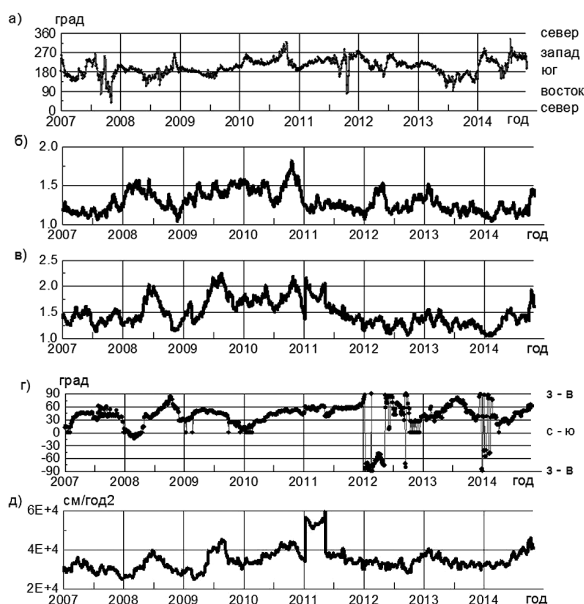 а) град
360 север
270 запад
180 юг
90 восток
0 север
2007 2008 2009 2010 2011 2012 2013 2014 год
б) 2.0
1.5
1.0
2007 2008 2009 2010 2011 2012 2013 2014 год
в) 2.5
2.0
1.5
1.0
2007 2008 2009 2010 2011 2012 2013 2014 год
г) град
90 з - в
60
30
0 с - ю
-30
-60
-90 з - в
2007 2008 2009 2010 2011 2012 2013 2014 год
д) см/год2
6E+4
4E+4
2E+4
2007 2008 2009 2010 2011 2012 2013 2014 год